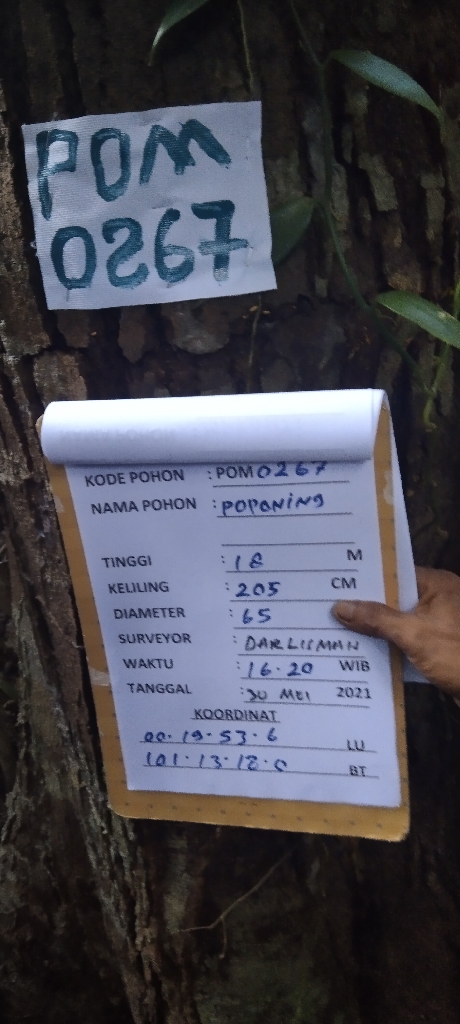 POM
0267
KODE POHON : POM 0267
NAMA POHON : POPONING
TINGGI : 18 M
KELILING : 205 CM
DIAMETER : 65
SURVEYOR : DARLISMAN
WAKTU : 16.20 WIB
TANGGAL : 30 MEI 2021
KOORDINAT
00.19.53.6 LU
101.13.18.0 BT